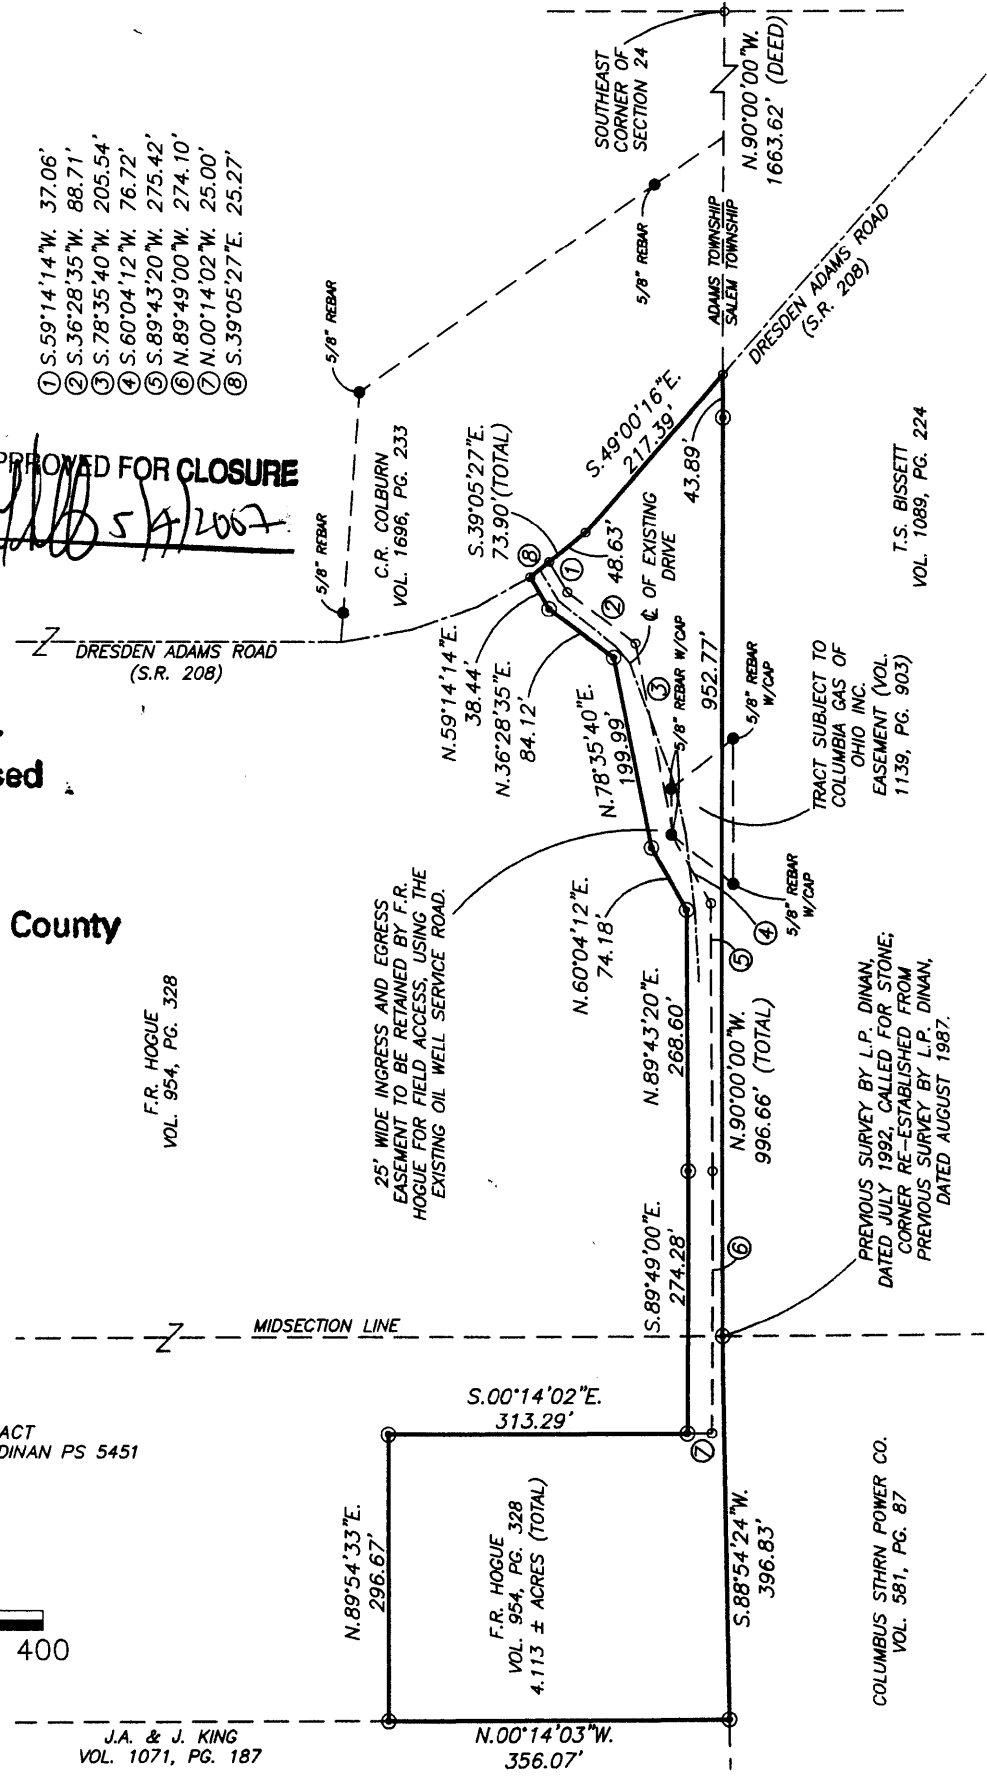 SOUTHEAST
CORNER OF
SECTION 24
N.90°00'00"W.
1663.62' (DEED)
① S.59°14'14"W. 37.06'
② S.36°28'35"W. 88.71'
③ S.78°35'40"W. 205.54'
④ S.60°04'12"W. 76.72'
⑤ S.89°43'20"W. 275.42'
⑥ N.89°49'00"W. 274.10'
⑦ N.00°14'02"W. 25.00'
⑧ S.39°05'27"E. 25.27'
5/8" REBAR
5/8" REBAR
5/8" REBAR
ADAMS TOWNSHIP
SALEM TOWNSHIP
DRESDEN ADAMS ROAD
(S.R. 208)
PPROVED FOR CLOSURE
5/4/2007
C.R. COLBURN
VOL. 1696, PG. 233
S.39°05'27"E.
73.90' (TOTAL)
S.49°00'16"E.
217.39'
43.89'
T.S. BISSETT
VOL. 1089, PG. 224
DRESDEN ADAMS ROAD
(S.R. 208)
⑧
①
②
48.63'
℄ OF EXISTING
DRIVE
③
N.59°14'14"E.
38.44'
N.36°28'35"E.
84.12'
N.78°35'40"E.
199.99'
5/8" REBAR W/CAP
952.77'
5/8" REBAR
W/CAP
TRACT SUBJECT TO
COLUMBIA GAS OF
OHIO INC.
EASEMENT (VOL.
1139, PG. 903)
sed
County
F.R. HOGUE
VOL. 954, PG. 328
25' WIDE INGRESS AND EGRESS
EASEMENT TO BE RETAINED BY F.R.
HOGUE FOR FIELD ACCESS, USING THE
EXISTING OIL WELL SERVICE ROAD.
N.60°04'12"E.
74.18'
5/8" REBAR
W/CAP
④
⑤
N.89°43'20"E.
268.60'
N.90°00'00"W.
996.66' (TOTAL)
PREVIOUS SURVEY BY L.P. DINAN,
DATED JULY 1992, CALLED FOR STONE;
CORNER RE-ESTABLISHED FROM
PREVIOUS SURVEY BY L.P. DINAN,
DATED AUGUST 1987.
S.89°49'00"E.
274.28'
⑥
MIDSECTION LINE
S.00°14'02"E.
313.29'
⑦
ACT
DINAN PS 5451
N.89°54'33"E.
296.67'
F.R. HOGUE
VOL. 954, PG. 328
4.113 ± ACRES (TOTAL)
S.88°54'24"W.
396.83'
COLUMBUS STHRN POWER CO.
VOL. 581, PG. 87
400
J.A. & J. KING
VOL. 1071, PG. 187
N.00°14'03"W.
356.07'